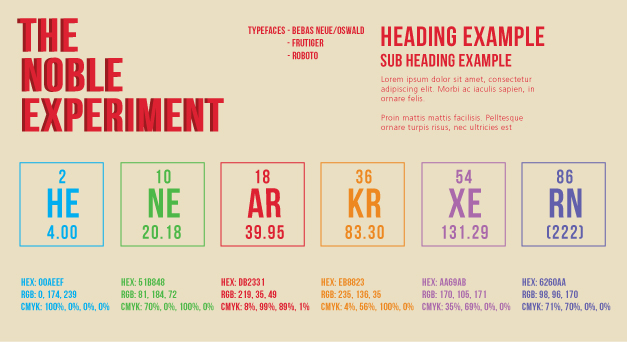 THE
NOBLE
EXPERIMENT
TYPEFACES - BEBAS NEUE/OSWALD
- FRUTIGER
- ROBOTO
HEADING EXAMPLE
SUB HEADING EXAMPLE
Lorem ipsum dolor sit amet, consectetur
adipiscing elit. Morbi ac iaculis sapien, in
ornare felis
Proin mattis mattis facilisis. Pelltesque
ornare turpis risus, nec ultricies est
2
HE
4.00
10
NE
20.18
18
AR
39.95
36
KR
83.30
54
XE
131.29
86
RN
(222)
HEX: 00AEEF
RGB: 0, 174, 239
CMYK: 100%, 0%, 0%, 0%
HEX: 51B848
RGB: 81, 184, 72
CMYK: 70%, 0%, 100%, 0%
HEX: DB2331
RGB: 219, 35, 49
CMYK: 8%, 99%, 89%, 1%
HEX: EB8823
RGB: 235, 136, 35
CMYK: 4%, 56%, 100%, 0%
HEX: AA69AB
RGB: 170, 105, 171
CMYK: 35%, 69%, 0%, 0%
HEX: 6260AA
RGB: 98, 96, 170
CMYK: 71%, 70%, 0%, 0%